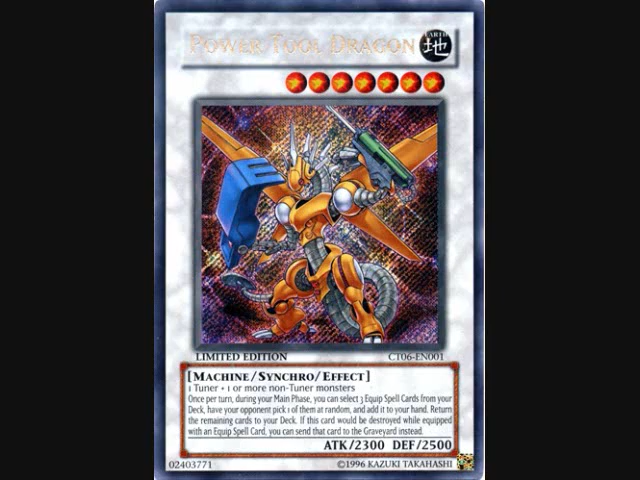 POWER TOOL DRAGON
EARTH
地
LIMITED EDITION CT06-EN001
[MACHINE/SYNCHRO/EFFECT]
1 Tuner + 1 or more non-Tuner monsters
Once per turn, during your Main Phase, you can select 3 Equip Spell Cards from your
Deck, have your opponent pick 1 of them at random, and add it to your hand. Return
the remaining cards to your Deck. If this card would be destroyed while equipped
with an Equip Spell Card, you can send that card to the Graveyard instead.
ATK/2300 DEF/2500
02403771 ©1996 KAZUKI TAKAHASHI